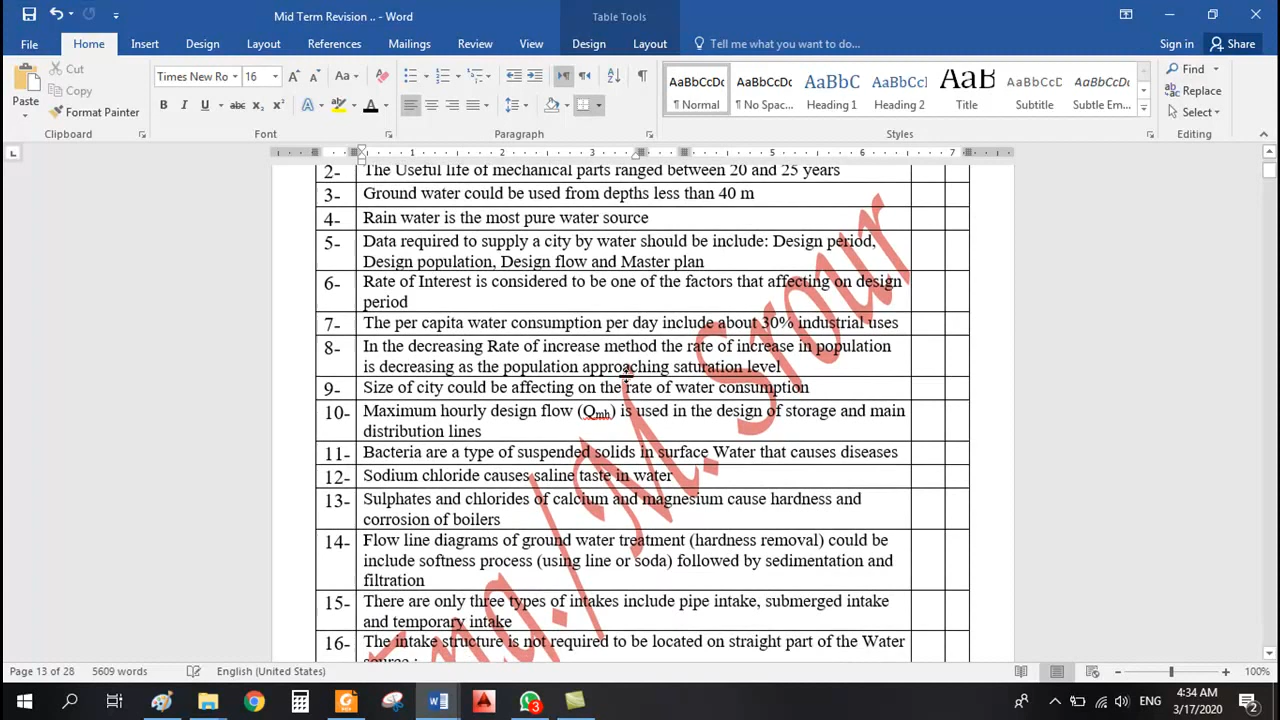 Mid Term Revision .. - Word
Table Tools
File
Home
Insert
Design
Layout
References
Mailings
Review
View
Design
Layout
Tell me what you want to do...
Sign in
Share
Paste
Cut
Copy
Format Painter
Times New Ro
16
AaBbCcDc
AaBbCcDc
AaBbC
AaBbCc
AaB
AaBbCcD
AaBbCcDc
¶ Normal
¶ No Spac...
Heading 1
Heading 2
Title
Subtitle
Subtle Em...
Find
Replace
Select
Clipboard
Font
Paragraph
Styles
Editing
1 2 3 4 5 6 7
2- The Useful life of mechanical parts ranged between 20 and 25 years
3- Ground water could be used from depths less than 40 m
4- Rain water is the most pure water source
5- Data required to supply a city by water should be include: Design period,
Design population, Design flow and Master plan
6- Rate of Interest is considered to be one of the factors that affecting on design
period
7- The per capita water consumption per day include about 30% industrial uses
8- In the decreasing Rate of increase method the rate of increase in population
is decreasing as the population approaching saturation level
9- Size of city could be affecting on the rate of water consumption
10- Maximum hourly design flow (Qmh) is used in the design of storage and main
distribution lines
11- Bacteria are a type of suspended solids in surface Water that causes diseases
12- Sodium chloride causes saline taste in water
13- Sulphates and chlorides of calcium and magnesium cause hardness and
corrosion of boilers
14- Flow line diagrams of ground water treatment (hardness removal) could be
include softness process (using line or soda) followed by sedimentation and
filtration
15- There are only three types of intakes include pipe intake, submerged intake
and temporary intake
16- The intake structure is not required to be located on straight part of the Water
source .
Eng./M. Srour
Page 13 of 28
5609 words
English (United States)
100%
3
ENG
4:34 AM
3/17/2020
2